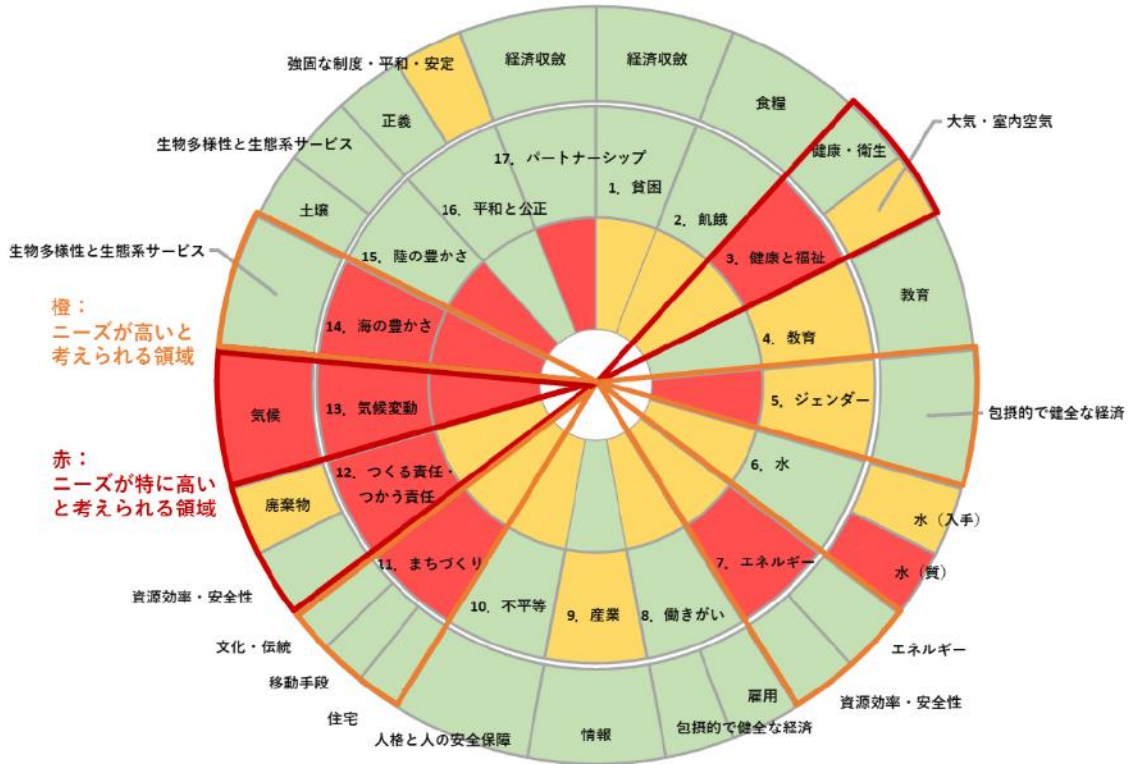 強固な制度・平和・安定
経済収斂
経済収斂
食糧
大気・室内空気
健康・衛生
正義
生物多様性と生態系サービス
土壌
生物多様性と生態系サービス
17. パートナーシップ
1. 貧困
16. 平和と公正
2. 飢餓
15. 陸の豊かさ
3. 健康と福祉
教育
橙：
ニーズが高いと
考えられる領域
14. 海の豊かさ
4. 教育
気候
13. 気候変動
5. ジェンダー
包摂的で健全な経済
赤：
ニーズが特に高い
と考えられる領域
12. つくる責任・
つかう責任
6. 水
廃棄物
水（入手）
水（質）
11. まちづくり
7. エネルギー
資源効率・安全性
10. 不平等
9. 産業
8. 働きがい
文化・伝統
エネルギー
移動手段
資源効率・安全性
住宅
雇用
人格と人の安全保障
情報
包摂的で健全な経済